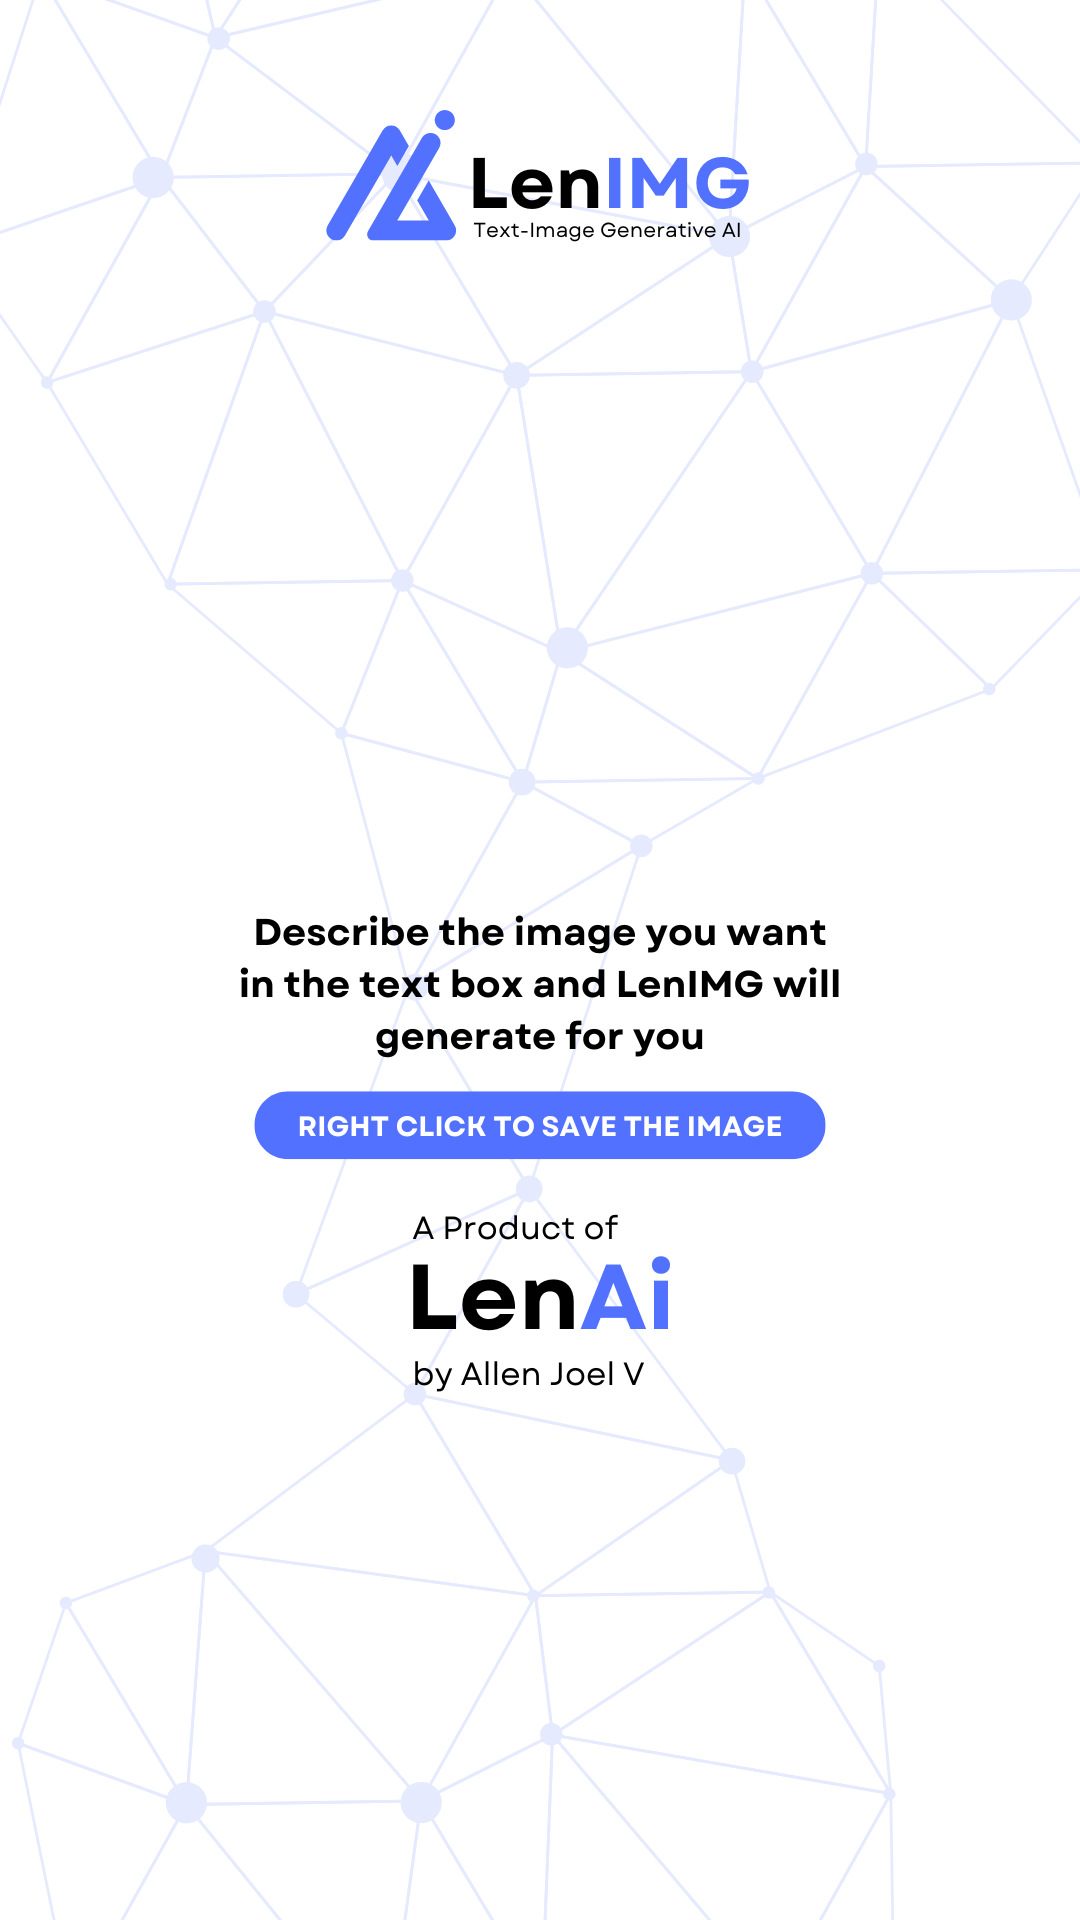 LenIMG
Text-Image Generative AI
Describe the image you want
in the text box and LenIMG will
generate for you
RIGHT CLICK TO SAVE THE IMAGE
A Product of
LenAi
by Allen Joel V